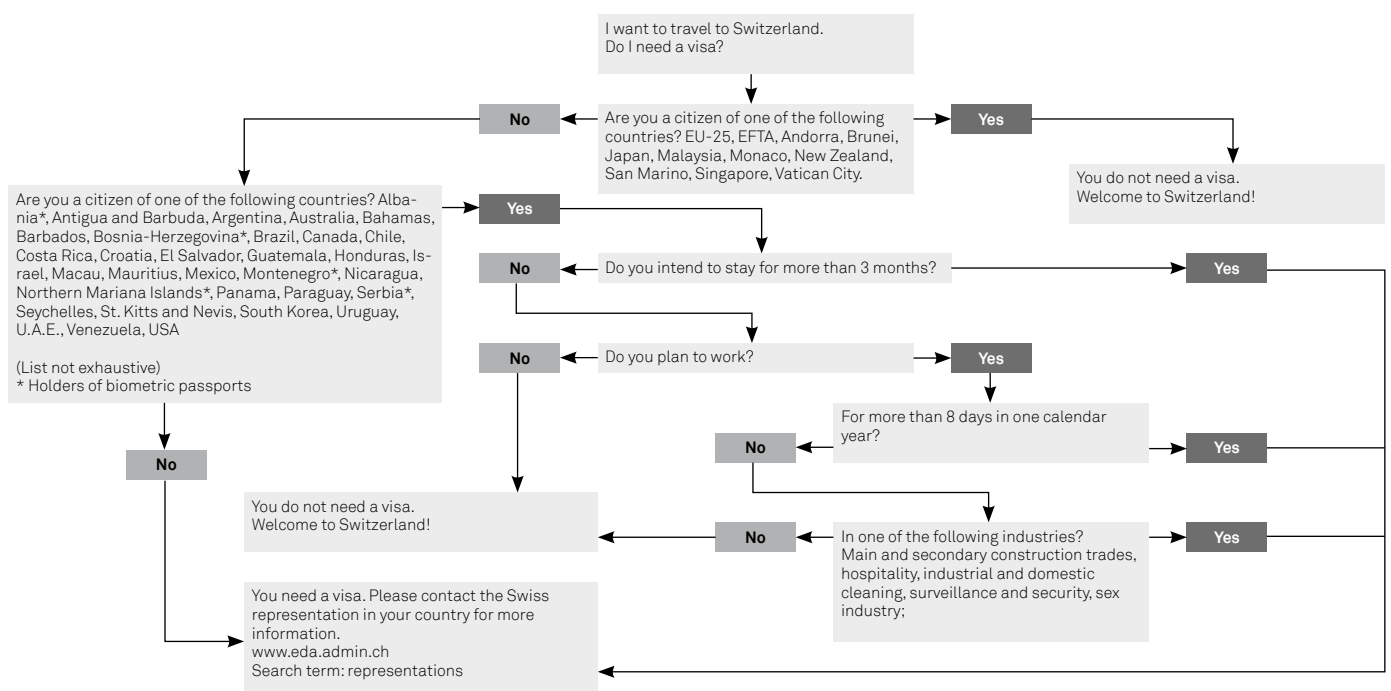 I want to travel to Switzerland.
Do I need a visa?
No
Are you a citizen of one of the following
countries? EU-25, EFTA, Andorra, Brunei,
Japan, Malaysia, Monaco, New Zealand,
San Marino, Singapore, Vatican City.
Yes
You do not need a visa.
Welcome to Switzerland!
Are you a citizen of one of the following countries? Alba-
nia*, Antigua and Barbuda, Argentina, Australia, Bahamas,
Barbados, Bosnia-Herzegovina*, Brazil, Canada, Chile,
Costa Rica, Croatia, El Salvador, Guatemala, Honduras, Is-
rael, Macau, Mauritius, Mexico, Montenegro*, Nicaragua,
Northern Mariana Islands*, Panama, Paraguay, Serbia*,
Seychelles, St. Kitts and Nevis, South Korea, Uruguay,
U.A.E., Venezuela, USA
(List not exhaustive)
* Holders of biometric passports
Yes
No
Do you intend to stay for more than 3 months?
Yes
No
Do you plan to work?
Yes
For more than 8 days in one calendar
year?
No
Yes
No
You do not need a visa.
Welcome to Switzerland!
No
In one of the following industries?
Main and secondary construction trades,
hospitality, industrial and domestic
cleaning, surveillance and security, sex
industry;
Yes
You need a visa. Please contact the Swiss
representation in your country for more
information.
www.eda.admin.ch
Search term: representations